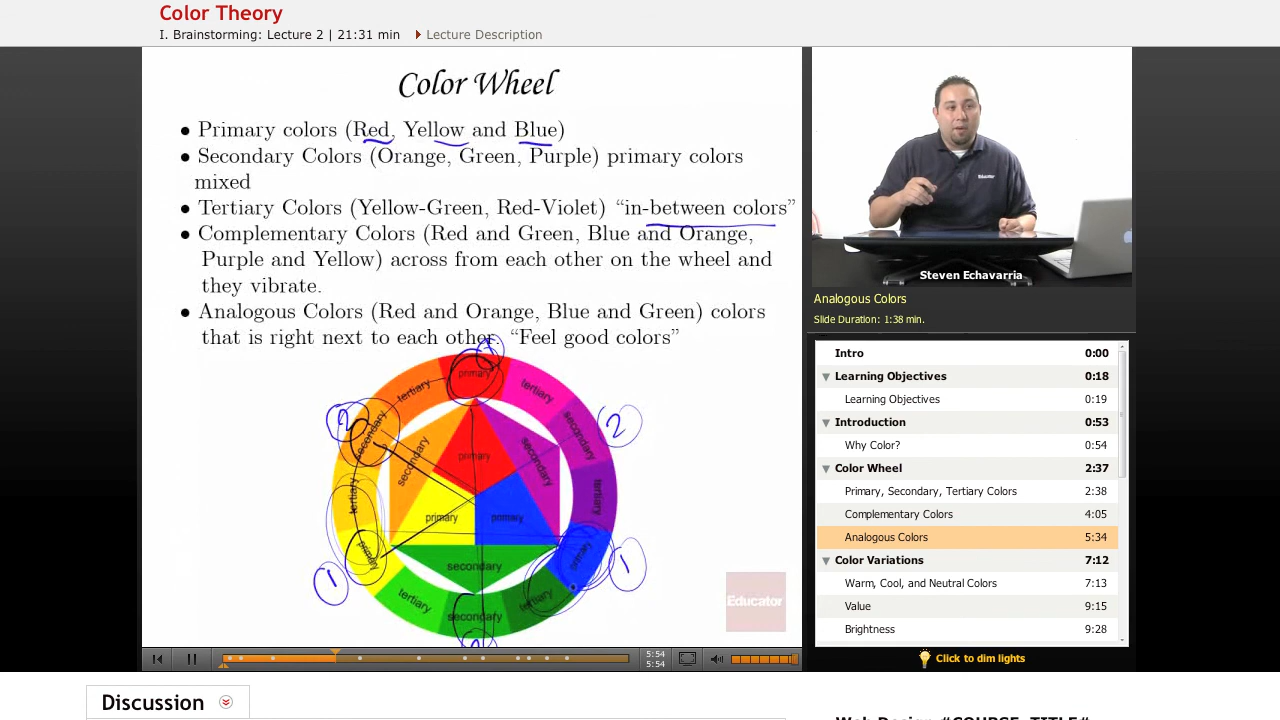 Color Theory
I. Brainstorming: Lecture 2 | 21:31 min Lecture Description
Color Wheel
• Primary colors (Red, Yellow and Blue)
• Secondary Colors (Orange, Green, Purple) primary colors
mixed
• Tertiary Colors (Yellow-Green, Red-Violet) “in-between colors”
• Complementary Colors (Red and Green, Blue and Orange,
Purple and Yellow) across from each other on the wheel and
they vibrate.
• Analogous Colors (Red and Orange, Blue and Green) colors
that is right next to each other. “Feel good colors”
primary
tertiary
tertiary
secondary
secondary
2
2
secondary
primary
secondary
tertiary
tertiary
primary
primary
primary
primary
1
1
secondary
tertiary
tertiary
secondary
Educator
5:54
5:54
Educator
Steven Echavarria
Analogous Colors
Slide Duration: 1:38 min.
Intro 0:00
Learning Objectives 0:18
Learning Objectives 0:19
Introduction 0:53
Why Color? 0:54
Color Wheel 2:37
Primary, Secondary, Tertiary Colors 2:38
Complementary Colors 4:05
Analogous Colors 5:34
Color Variations 7:12
Warm, Cool, and Neutral Colors 7:13
Value 9:15
Brightness 9:28
Click to dim lights
Discussion
Web Design #COURSE_TITLE#